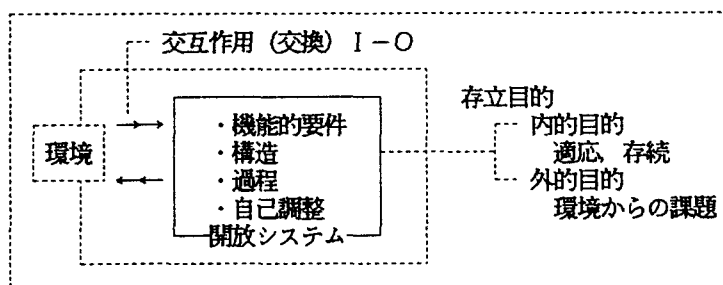 交互作用（交換）Ｉ－Ｏ
環境
・機能的要件
・構造
・過程
・自己調整
開放システム
存立目的
内的目的
適応，存続
外的目的
環境からの課題